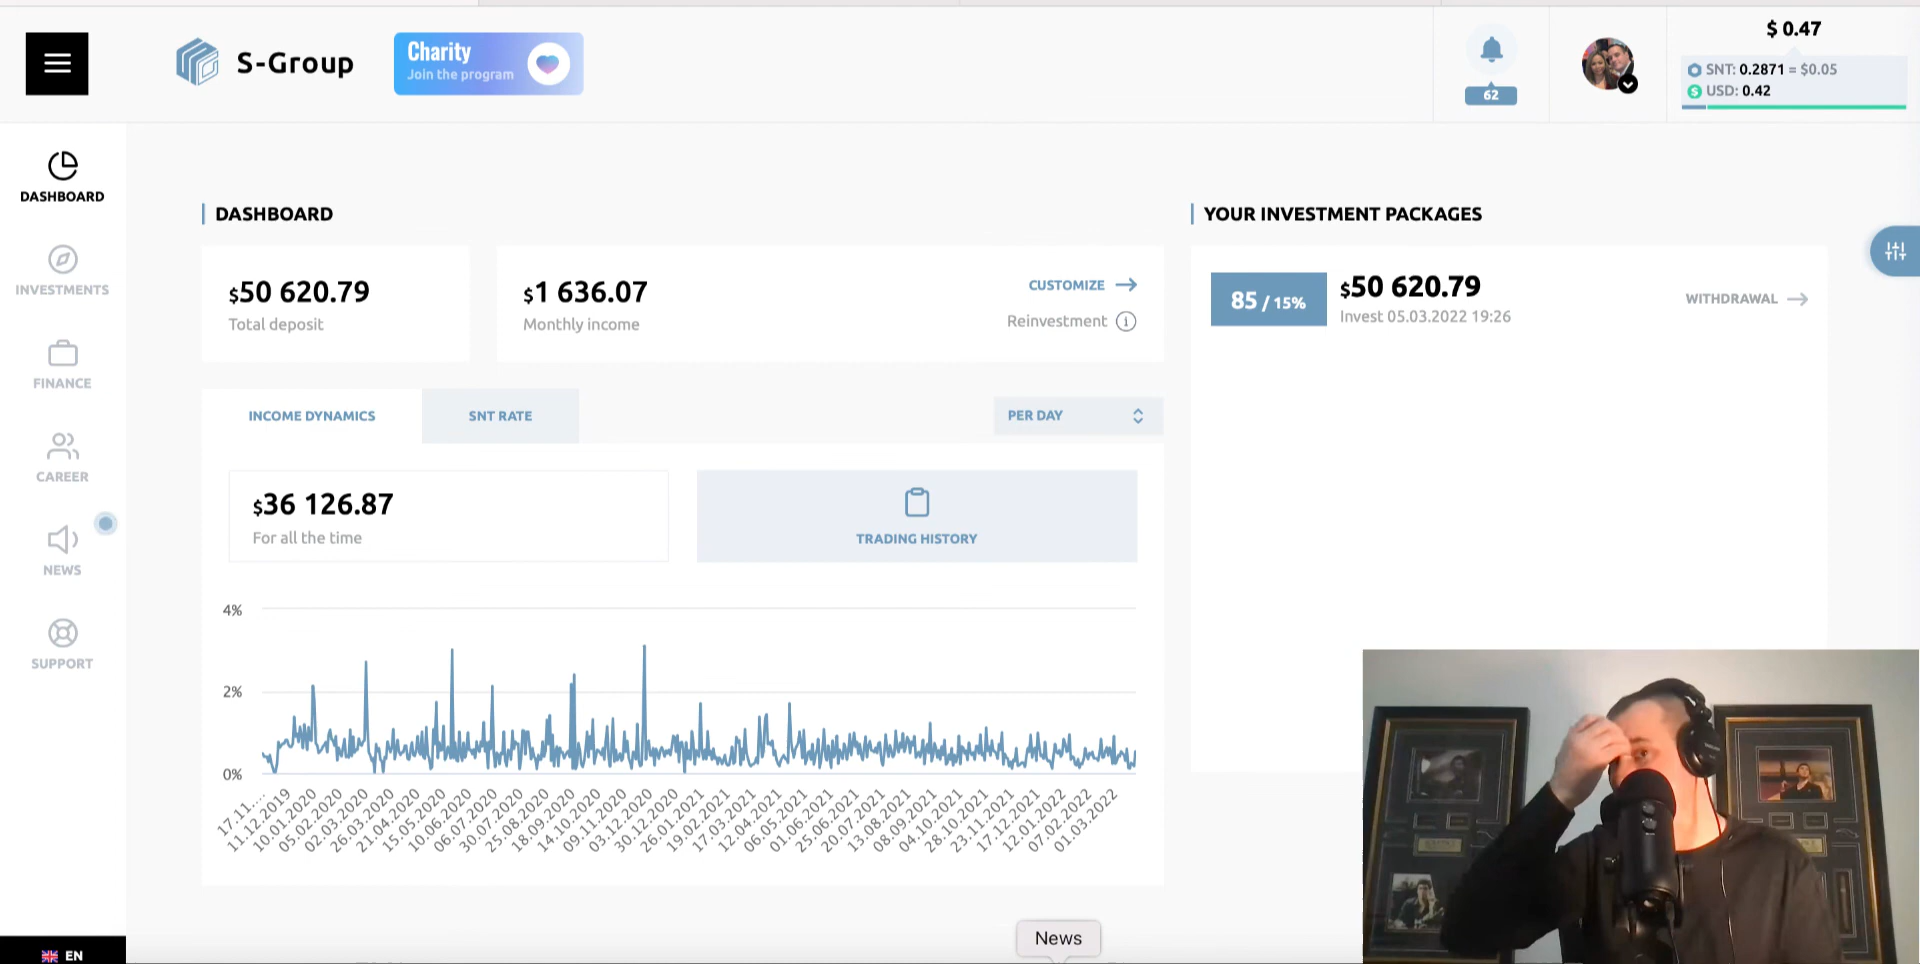 S-Group
Charity
Join the program
62
$ 0.47
SNT: 0.2871 = $0.05
USD: 0.42
DASHBOARD
INVESTMENTS
FINANCE
CAREER
NEWS
SUPPORT
EN
DASHBOARD
$50 620.79
Total deposit
$1 636.07
Monthly income
CUSTOMIZE
Reinvestment
INCOME DYNAMICS
SNT RATE
PER DAY
$36 126.87
For all the time
TRADING HISTORY
4%
2%
0%
17.11....
11.12.2019
10.01.2020
05.02.2020
02.03.2020
26.03.2020
21.04.2020
15.05.2020
10.06.2020
06.07.2020
30.07.2020
25.08.2020
18.09.2020
14.10.2020
09.11.2020
03.12.2020
30.12.2020
26.01.2021
19.02.2021
17.03.2021
12.04.2021
06.05.2021
01.06.2021
25.06.2021
20.07.2021
13.08.2021
08.09.2021
04.10.2021
28.10.2021
23.11.2021
17.12.2021
12.01.2022
07.02.2022
01.03.2022
YOUR INVESTMENT PACKAGES
85 / 15%
$50 620.79
Invest 05.03.2022 19:26
WITHDRAWAL
News